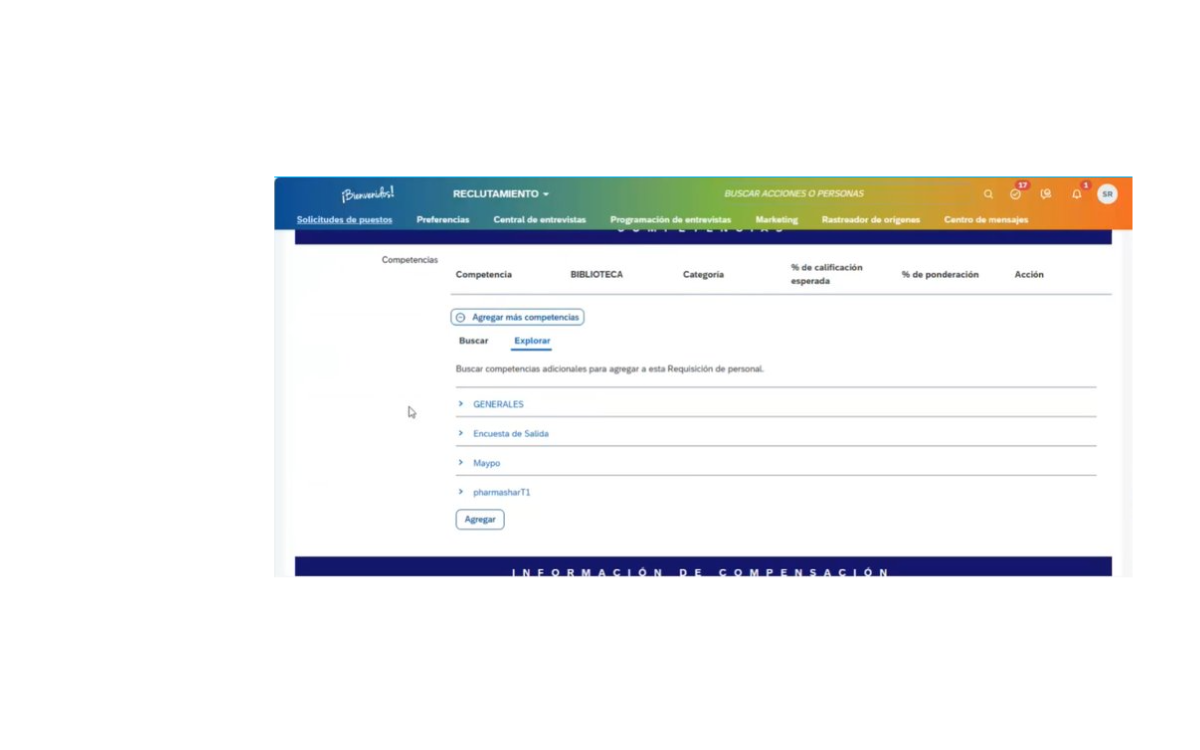 ¡Bienvenid@s!
RECLUTAMIENTO
BUSCAR ACCIONES O PERSONAS
17
1
SR
Solicitudes de puestos
Preferencias
Central de entrevistas
Programación de entrevistas
Marketing
Rastreador de orígenes
Centro de mensajes
Competencias
Competencia
BIBLIOTECA
Categoría
% de calificación
esperada
% de ponderación
Acción
Agregar más competencias
Buscar
Explorar
Buscar competencias adicionales para agregar a esta Requisición de personal.
GENERALES
Encuesta de Salida
Maypo
pharmasharT1
Agregar
INFORMACIÓN DE COMPENSACIÓN